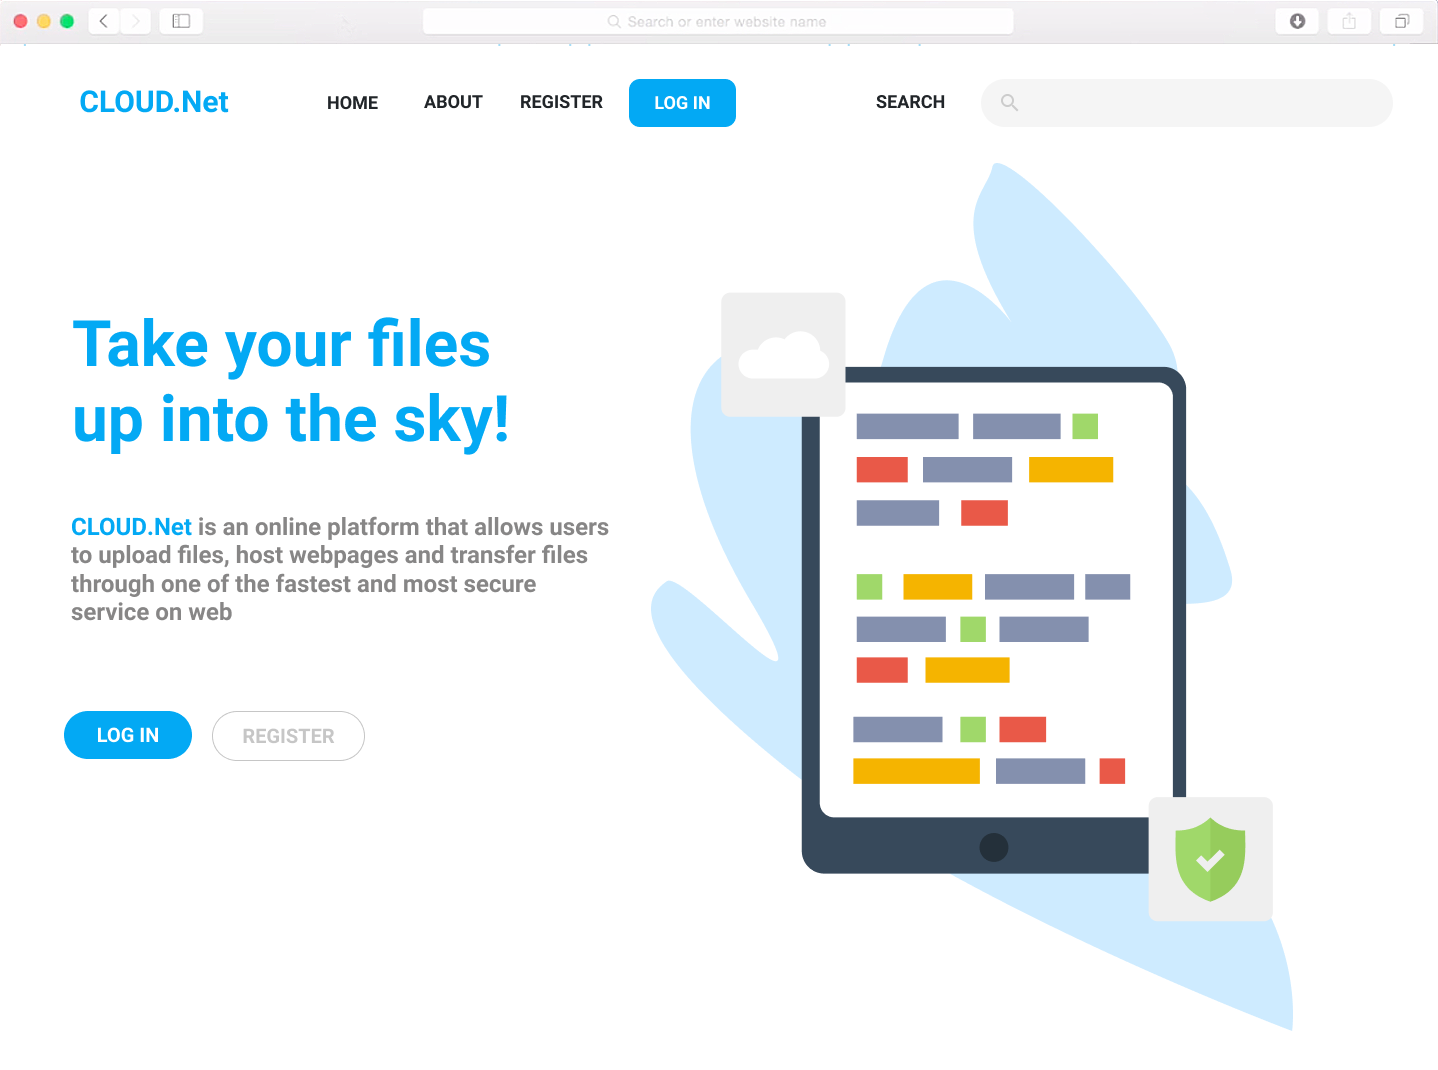 Search or enter website name
CLOUD.Net
HOME
ABOUT
REGISTER
LOG IN
SEARCH
Take your files
up into the sky!
CLOUD.Net is an online platform that allows users
to upload files, host webpages and transfer files
through one of the fastest and most secure
service on web
LOG IN
REGISTER